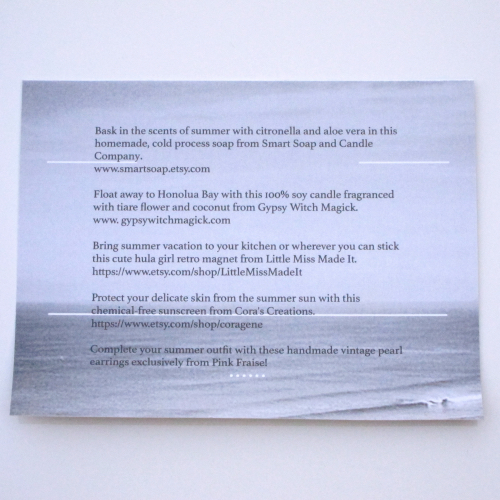 Bask in the scents of summer with citronella and aloe vera in this
homemade, cold process soap from Smart Soap and Candle
Company.
www.smartsoap.etsy.com
Float away to Honolua Bay with this 100% soy candle fragranced
with tiare flower and coconut from Gypsy Witch Magick.
www. gypsywitchmagick.com
Bring summer vacation to your kitchen or wherever you can stick
this cute hula girl retro magnet from Little Miss Made It.
https://www.etsy.com/shop/LittleMissMadeIt
Protect your delicate skin from the summer sun with this
chemical-free sunscreen from Cora's Creations.
https://www.etsy.com/shop/coragene
Complete your summer outfit with these handmade vintage pearl
earrings exclusively from Pink Fraisel